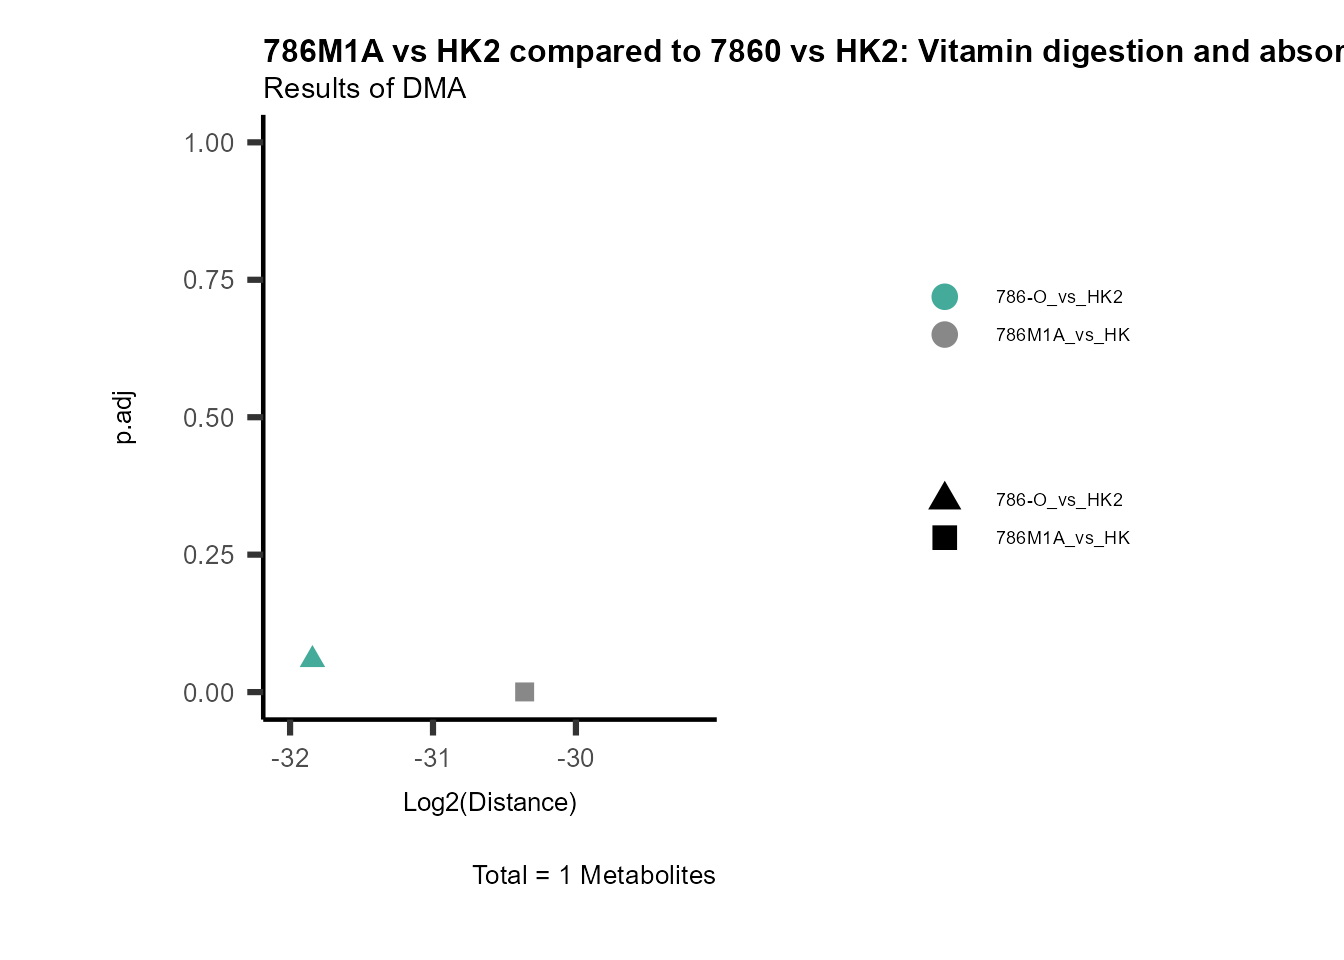 786M1A vs HK2 compared to 7860 vs HK2: Vitamin digestion and absor
Results of DMA
1.00
0.75
0.50
0.25
0.00
p.adj
-32
-31
-30
Log2(Distance)
786-O_vs_HK2
786M1A_vs_HK
786-O_vs_HK2
786M1A_vs_HK
Total = 1 Metabolites